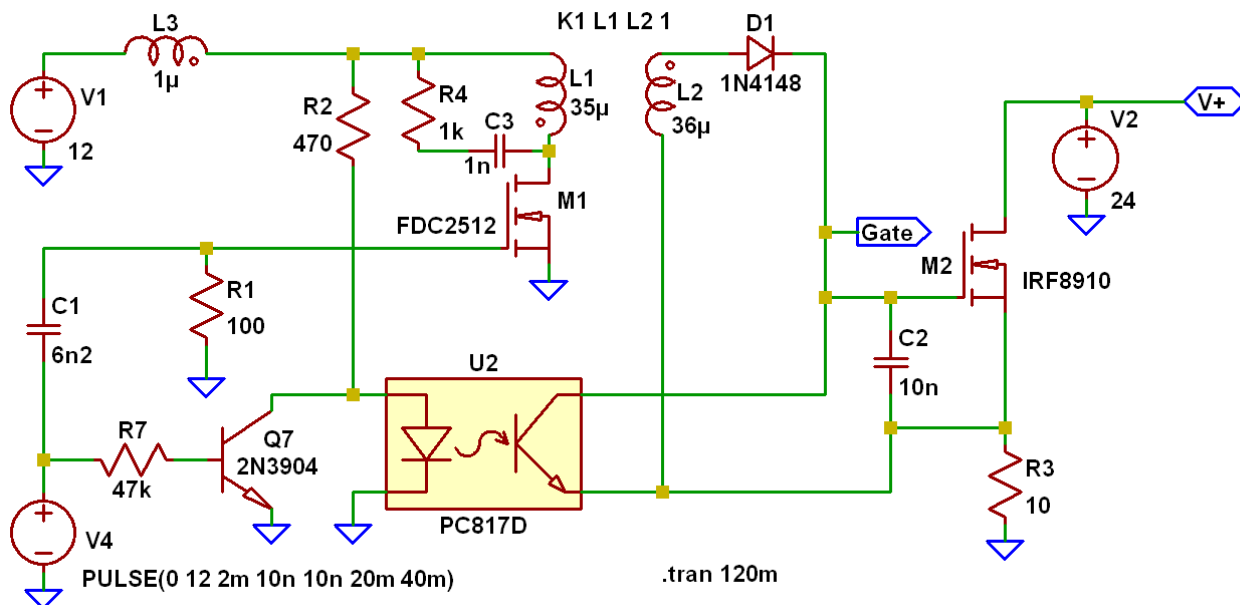 K1 L1 L2 1
L3
1µ
V1
12
R2
470
R4
1k
C3
1n
L1
35µ
M1
FDC2512
L2
36µ
D1
1N4148
V+
V2
24
Gate
M2
IRF8910
C1
6n2
R1
100
C2
10n
U2
PC817D
R7
47k
Q7
2N3904
R3
10
V4
PULSE(0 12 2m 10n 10n 20m 40m)
.tran 120m